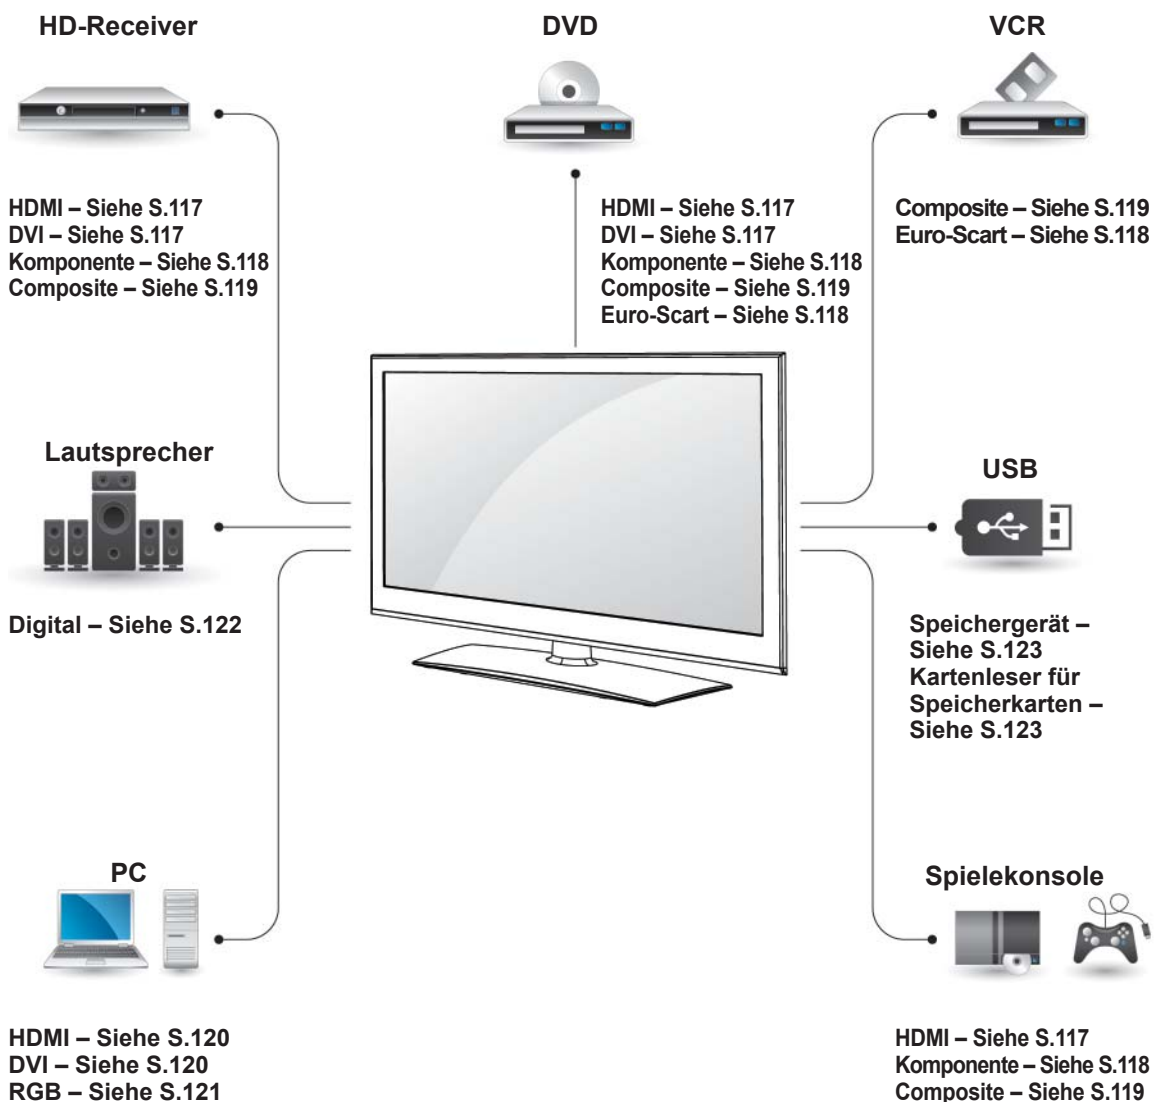 HD-Receiver
HDMI – Siehe S.117
DVI – Siehe S.117
Komponente – Siehe S.118
Composite – Siehe S.119
DVD
HDMI – Siehe S.117
DVI – Siehe S.117
Komponente – Siehe S.118
Composite – Siehe S.119
Euro-Scart – Siehe S.118
VCR
Composite – Siehe S.119
Euro-Scart – Siehe S.118
Lautsprecher
Digital – Siehe S.122
USB
Speichergerät –
Siehe S.123
Kartenleser für
Speicherkarten –
Siehe S.123
PC
HDMI – Siehe S.120
DVI – Siehe S.120
RGB – Siehe S.121
Spielekonsole
HDMI – Siehe S.117
Komponente – Siehe S.118
Composite – Siehe S.119